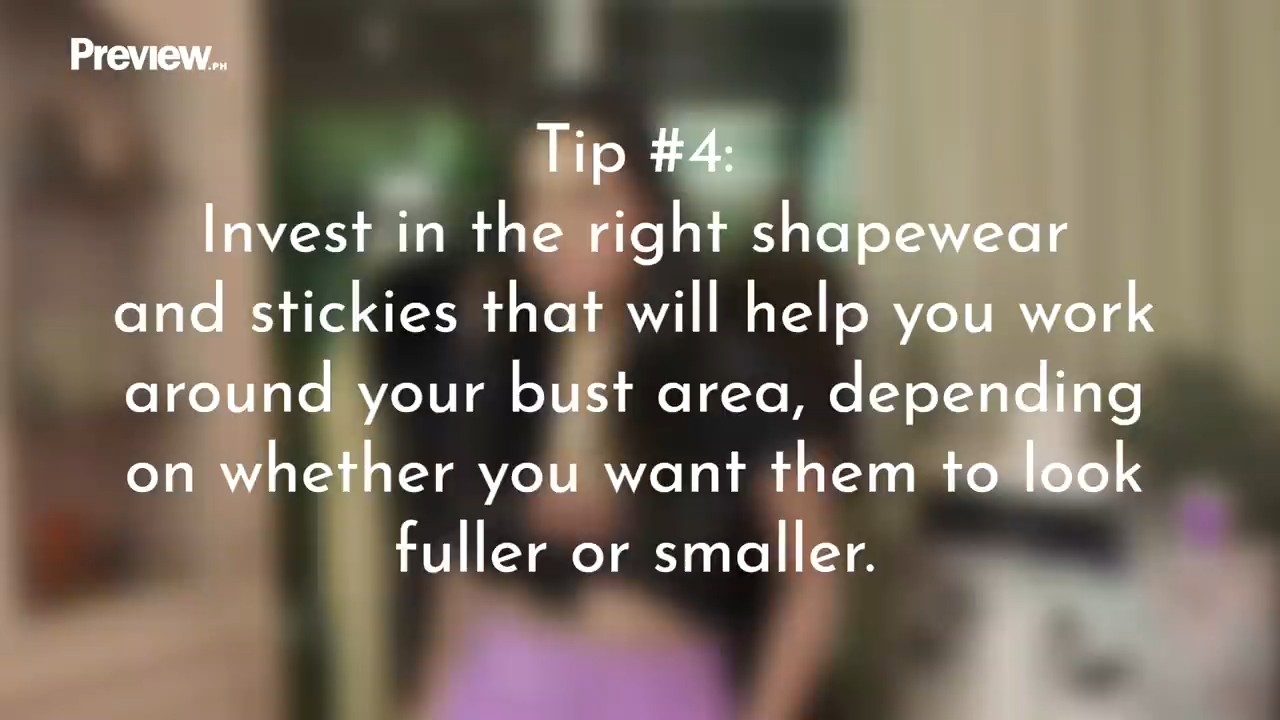 Preview.PH
Tip #4:
Invest in the right shapewear
and stickies that will help you work
around your bust area, depending
on whether you want them to look
fuller or smaller.